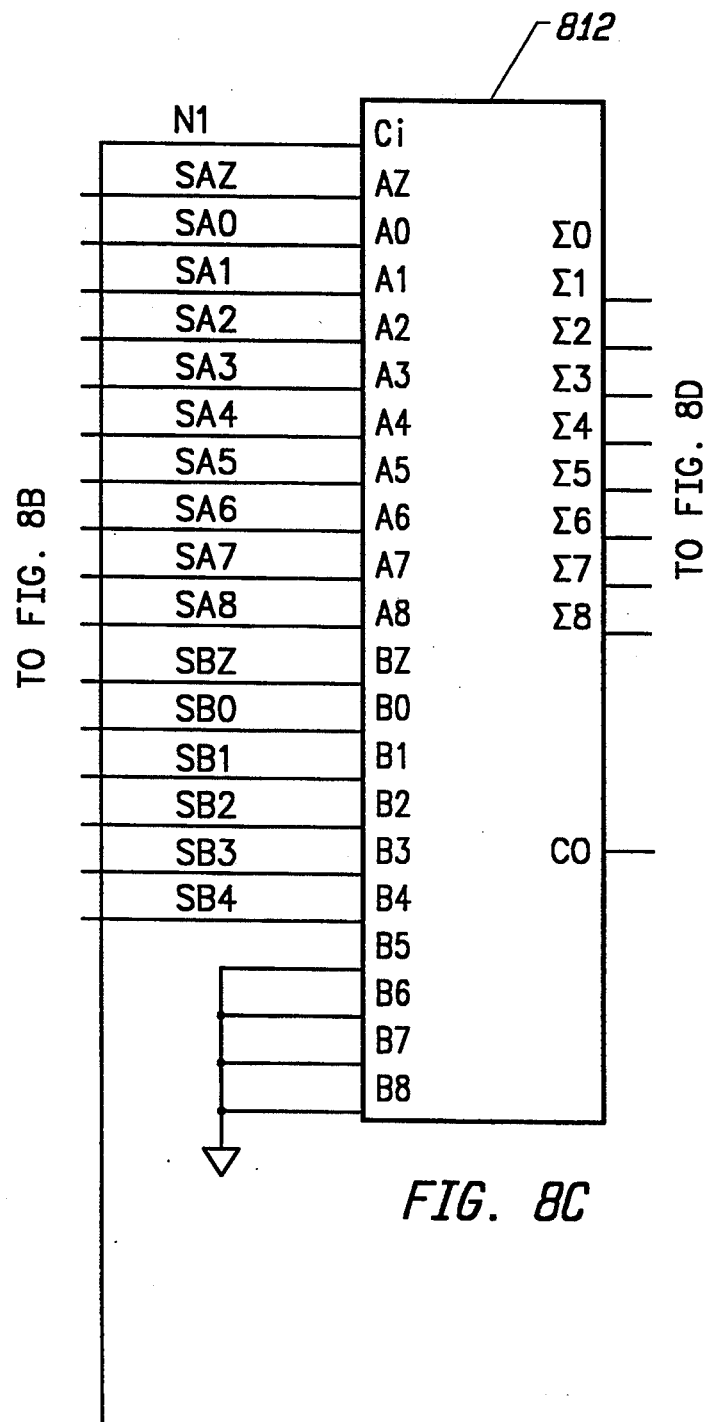 812
N1
Ci
SAZ
AZ
SA0
A0
Σ0
SA1
A1
Σ1
SA2
A2
Σ2
SA3
A3
Σ3
SA4
A4
Σ4
SA5
A5
Σ5
SA6
A6
Σ6
SA7
A7
Σ7
SA8
A8
Σ8
SBZ
BZ
SB0
B0
SB1
B1
SB2
B2
SB3
B3
CO
SB4
B4
B5
B6
B7
B8
TO FIG. 8B
TO FIG. 8D
FIG. 8C